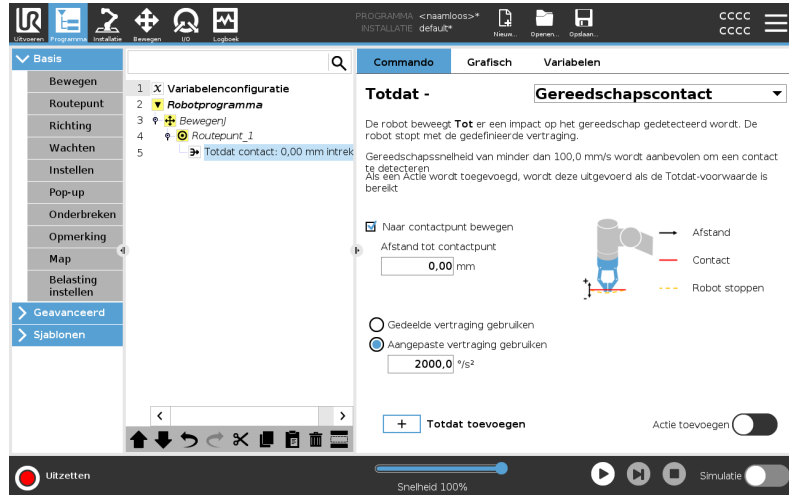 UR
PROGRAMMA <naamloos>*
INSTALLATIE default*
CCCC
CCCC
Uitvoeren Programma Installatie Bewegen I/O Logboek Nieuw... Openen... Opslaan...
Basis
Bewegen
Routepunt
Richting
Wachten
Instellen
Pop-up
Onderbreken
Opmerking
Map
Belasting
instellen
Geavanceerd
Sjablonen
1 X Variabelenconfiguratie
2 Robotprogramma
3 BewegenJ
4 Routepunt_1
5 Totdat contact: 0,00 mm intrek
Commando Grafisch Variabelen
Totdat - Gereedschapscontact
De robot beweegt Tot er een impact op het gereedschap gedetecteerd wordt. De
robot stopt met de gedefinieerde vertraging.
Gereedschapssnelheid van minder dan 100,0 mm/s wordt aanbevolen om een contact
te detecteren
Als een Actie wordt toegevoegd, wordt deze uitgevoerd als de Totdat-voorwaarde is
bereikt
Naar contactpunt bewegen
Afstand tot contactpunt
0,00 mm
+
-
Afstand
Contact
Robot stoppen
Gedeelde vertraging gebruiken
Aangepaste vertraging gebruiken
2000,0 °/s²
+ Totdat toevoegen
Actie toevoegen
Uitzetten
Snelheid 100%
Simulatie